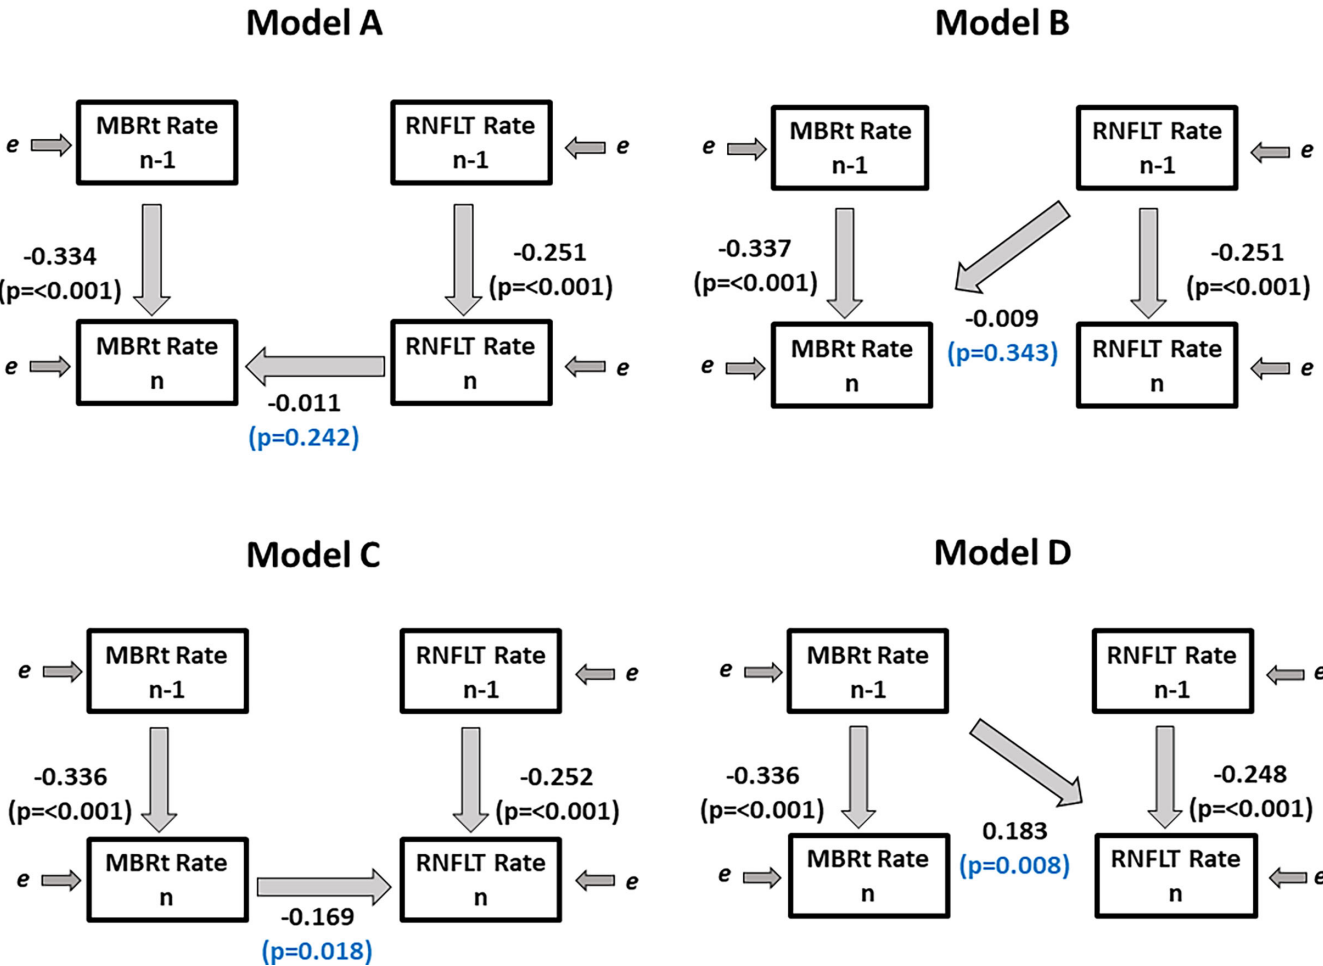 Model A
e
MBRt Rate
n-1
RNFLT Rate
n-1
e
-0.334
(p=<0.001)
-0.251
(p=<0.001)
e
MBRt Rate
n
RNFLT Rate
n
e
-0.011
(p=0.242)
Model B
e
MBRt Rate
n-1
RNFLT Rate
n-1
e
-0.337
(p=<0.001)
-0.251
(p=<0.001)
-0.009
(p=0.343)
e
MBRt Rate
n
RNFLT Rate
n
e
Model C
e
MBRt Rate
n-1
RNFLT Rate
n-1
e
-0.336
(p=<0.001)
-0.252
(p=<0.001)
e
MBRt Rate
n
RNFLT Rate
n
e
-0.169
(p=0.018)
Model D
e
MBRt Rate
n-1
RNFLT Rate
n-1
e
-0.336
(p=<0.001)
-0.248
(p=<0.001)
0.183
(p=0.008)
e
MBRt Rate
n
RNFLT Rate
n
e